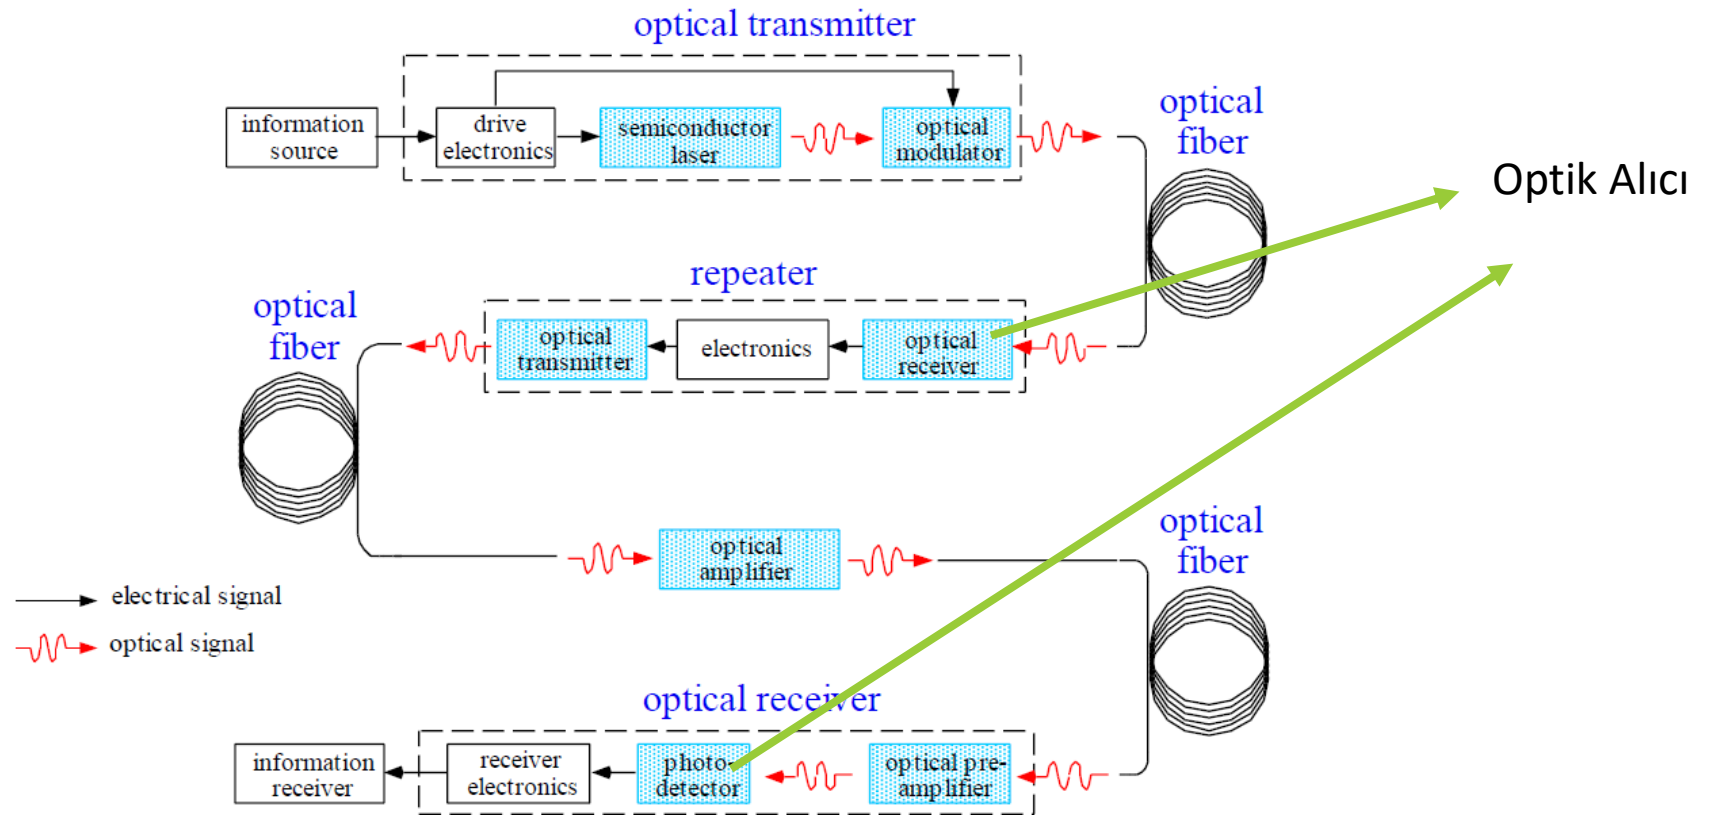 optical transmitter
information
source
drive
electronics
semiconductor
laser
optical
modulator
optical
fiber
Optik Alıcı
repeater
optical
fiber
optical
transmitter
electronics
optical
receiver
optical
amplifier
optical
fiber
electrical signal
optical signal
optical receiver
information
receiver
receiver
electronics
photo-
detector
optical pre-
amplifier